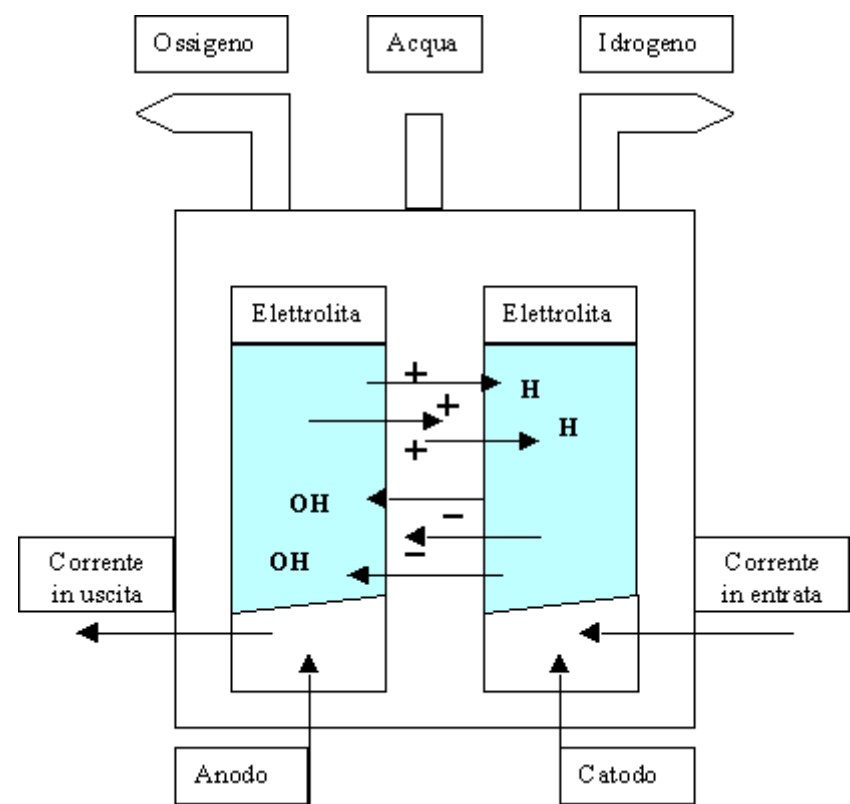 Ossigeno
Acqua
Idrogeno
Elettrolita
Elettrolita
+
H
+
H
+
OH
−
−
OH
Corrente
in uscita
Corrente
in entrata
Anodo
Catodo